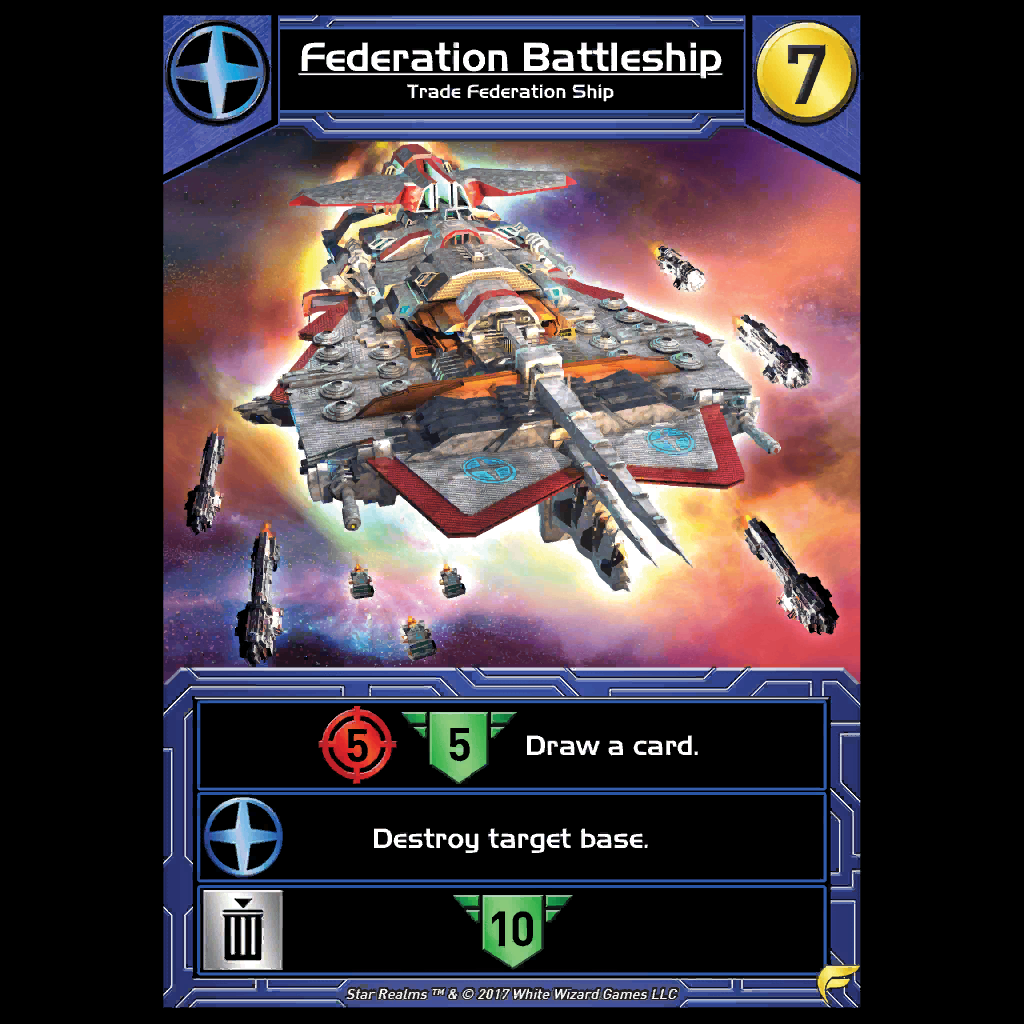 Federation Battleship
7
Trade Federation Ship
5 5 Draw a card.
Destroy target base.
10
Star Realms ™ & © 2017 White Wizard Games LLC